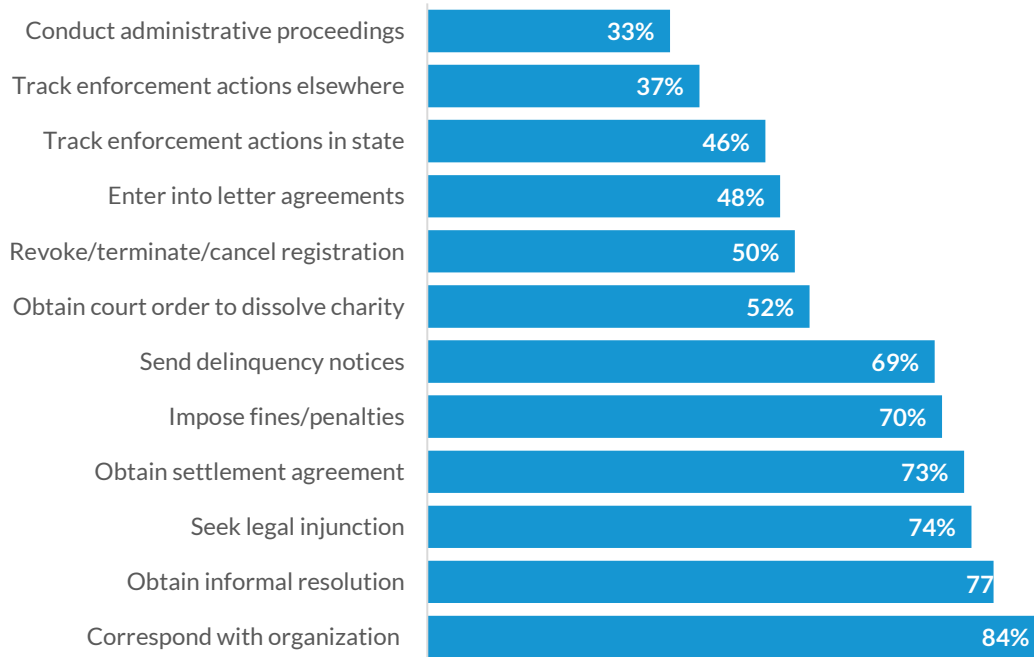 Conduct administrative proceedings 33%
Track enforcement actions elsewhere 37%
Track enforcement actions in state 46%
Enter into letter agreements 48%
Revoke/terminate/cancel registration 50%
Obtain court order to dissolve charity 52%
Send delinquency notices 69%
Impose fines/penalties 70%
Obtain settlement agreement 73%
Seek legal injunction 74%
Obtain informal resolution 77
Correspond with organization 84%